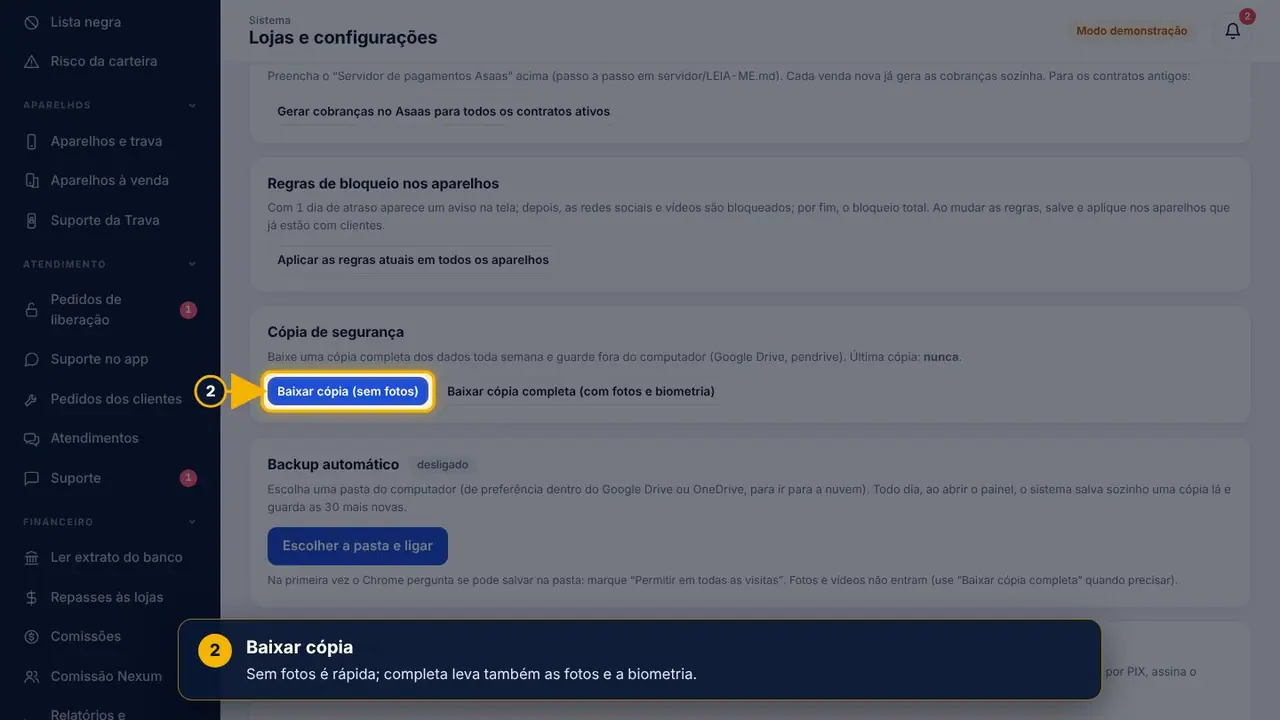 Lista negra
Risco da carteira
APARELHOS
Aparelhos e trava
Aparelhos à venda
Suporte da Trava
ATENDIMENTO
Pedidos de
liberação
1
Suporte no app
Pedidos dos clientes
Atendimentos
Suporte
1
FINANCEIRO
Ler extrato do banco
Repasses às lojas
Comissões
Comissão Nexum
Relatórios e
Sistema
Lojas e configurações
Modo demonstração
2
Preencha o “Servidor de pagamentos Asaas” acima (passo a passo em servidor/LEIA-ME.md). Cada venda nova já gera as cobranças sozinha. Para os contratos antigos:
Gerar cobranças no Asaas para todos os contratos ativos
Regras de bloqueio nos aparelhos
Com 1 dia de atraso aparece um aviso na tela; depois, as redes sociais e vídeos são bloqueados; por fim, o bloqueio total. Ao mudar as regras, salve e aplique nos aparelhos que
já estão com clientes.
Aplicar as regras atuais em todos os aparelhos
Cópia de segurança
Baixe uma cópia completa dos dados toda semana e guarde fora do computador (Google Drive, pendrive). Última cópia: nunca.
2
Baixar cópia (sem fotos)
Baixar cópia completa (com fotos e biometria)
Backup automático
desligado
Escolha uma pasta do computador (de preferência dentro do Google Drive ou OneDrive, para ir para a nuvem). Todo dia, ao abrir o painel, o sistema salva sozinho uma cópia lá e
guarda as 30 mais novas.
Escolher a pasta e ligar
Na primeira vez o Chrome pergunta se pode salvar na pasta: marque “Permitir em todas as visitas”. Fotos e vídeos não entram (use “Baixar cópia completa” quando precisar).
por PIX, assina o
2
Baixar cópia
Sem fotos é rápida; completa leva também as fotos e a biometria.